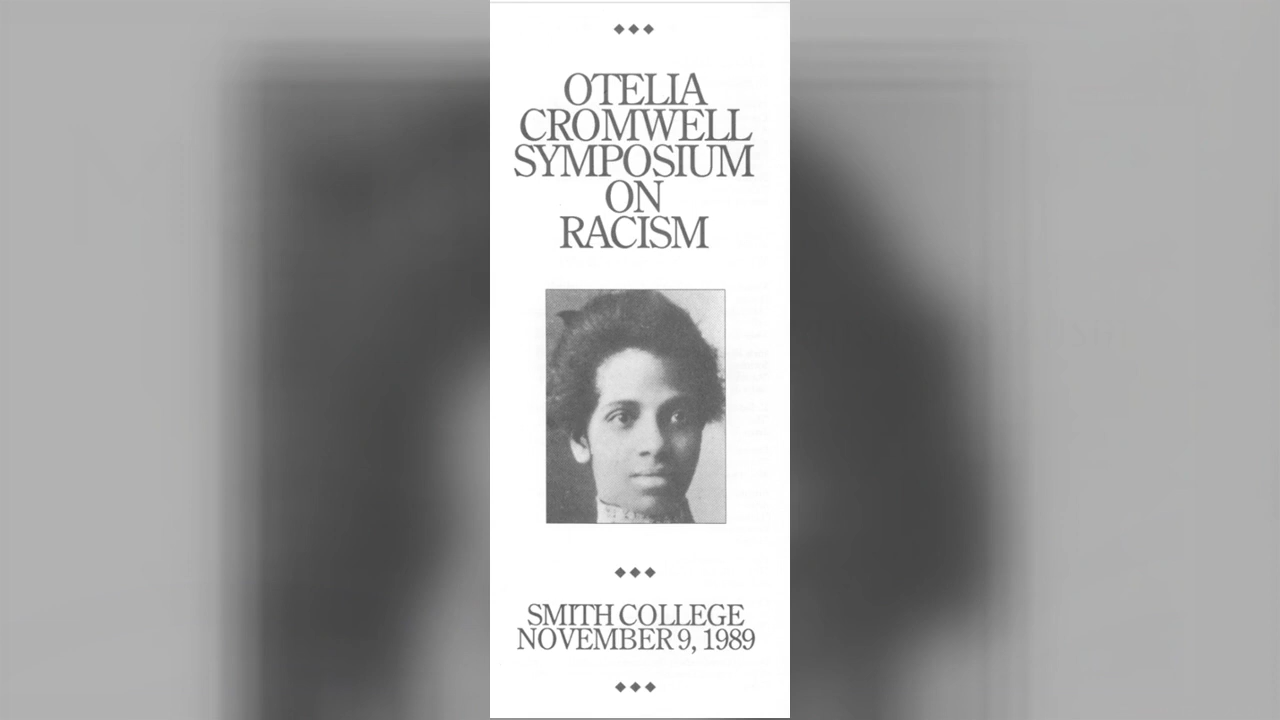 OTELIA
CROMWELL
SYMPOSIUM
ON
RACISM
SMITH COLLEGE
NOVEMBER 9, 1989